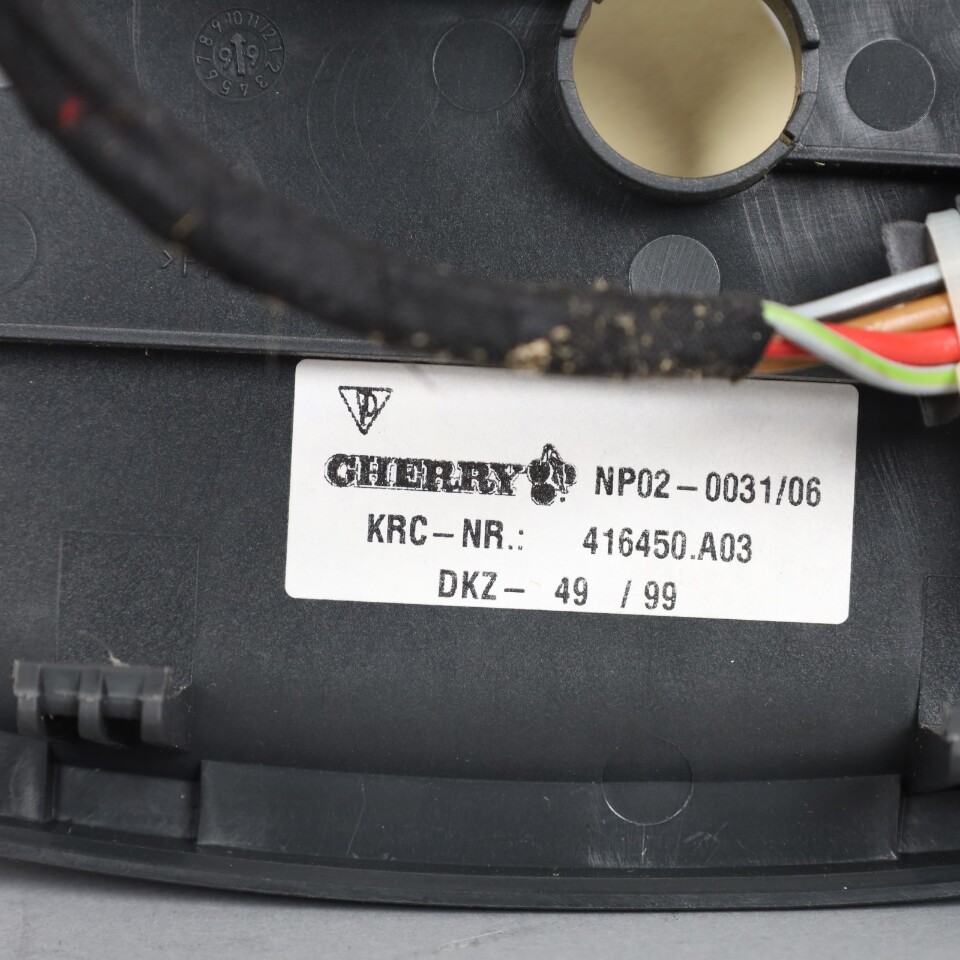 CHERRY NP02-0031/06
KRC-NR.: 416450.A03
DKZ- 49 / 99